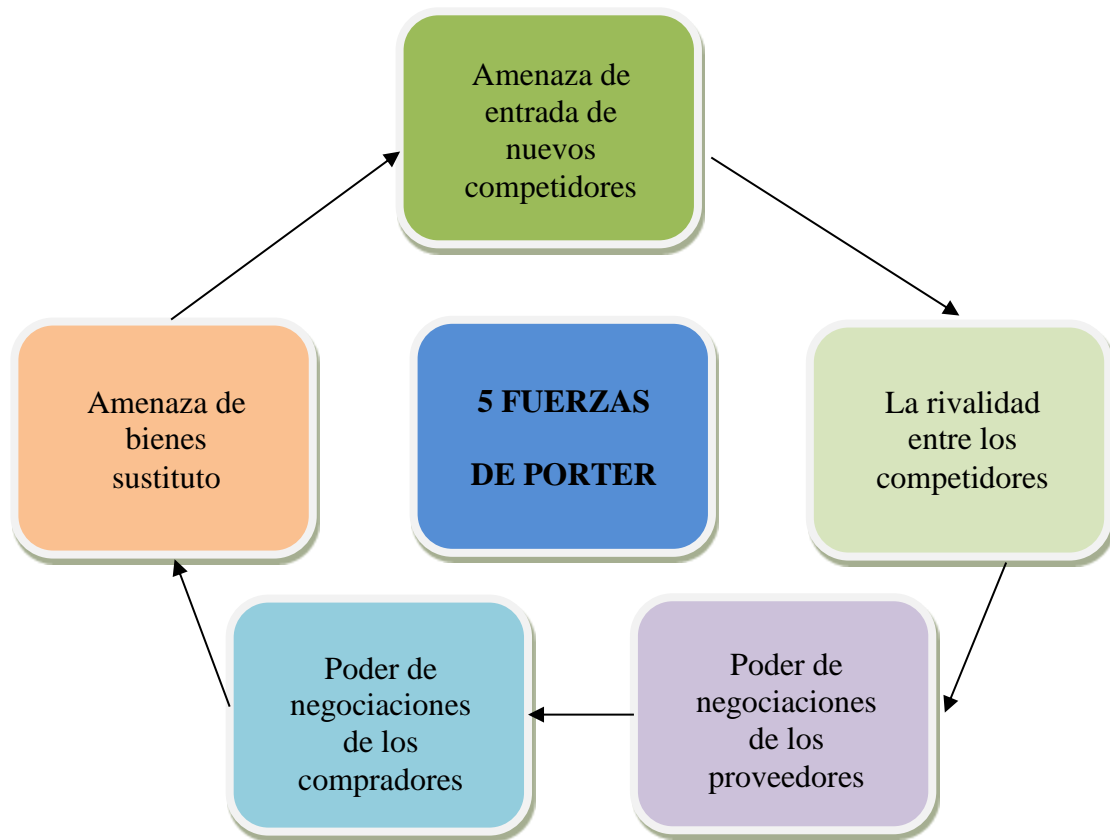 Amenaza de
entrada de
nuevos
competidores
Amenaza de
bienes
sustituto
5 FUERZAS
DE PORTER
La rivalidad
entre los
competidores
Poder de
negociaciones
de los
compradores
Poder de
negociaciones
de los
proveedores